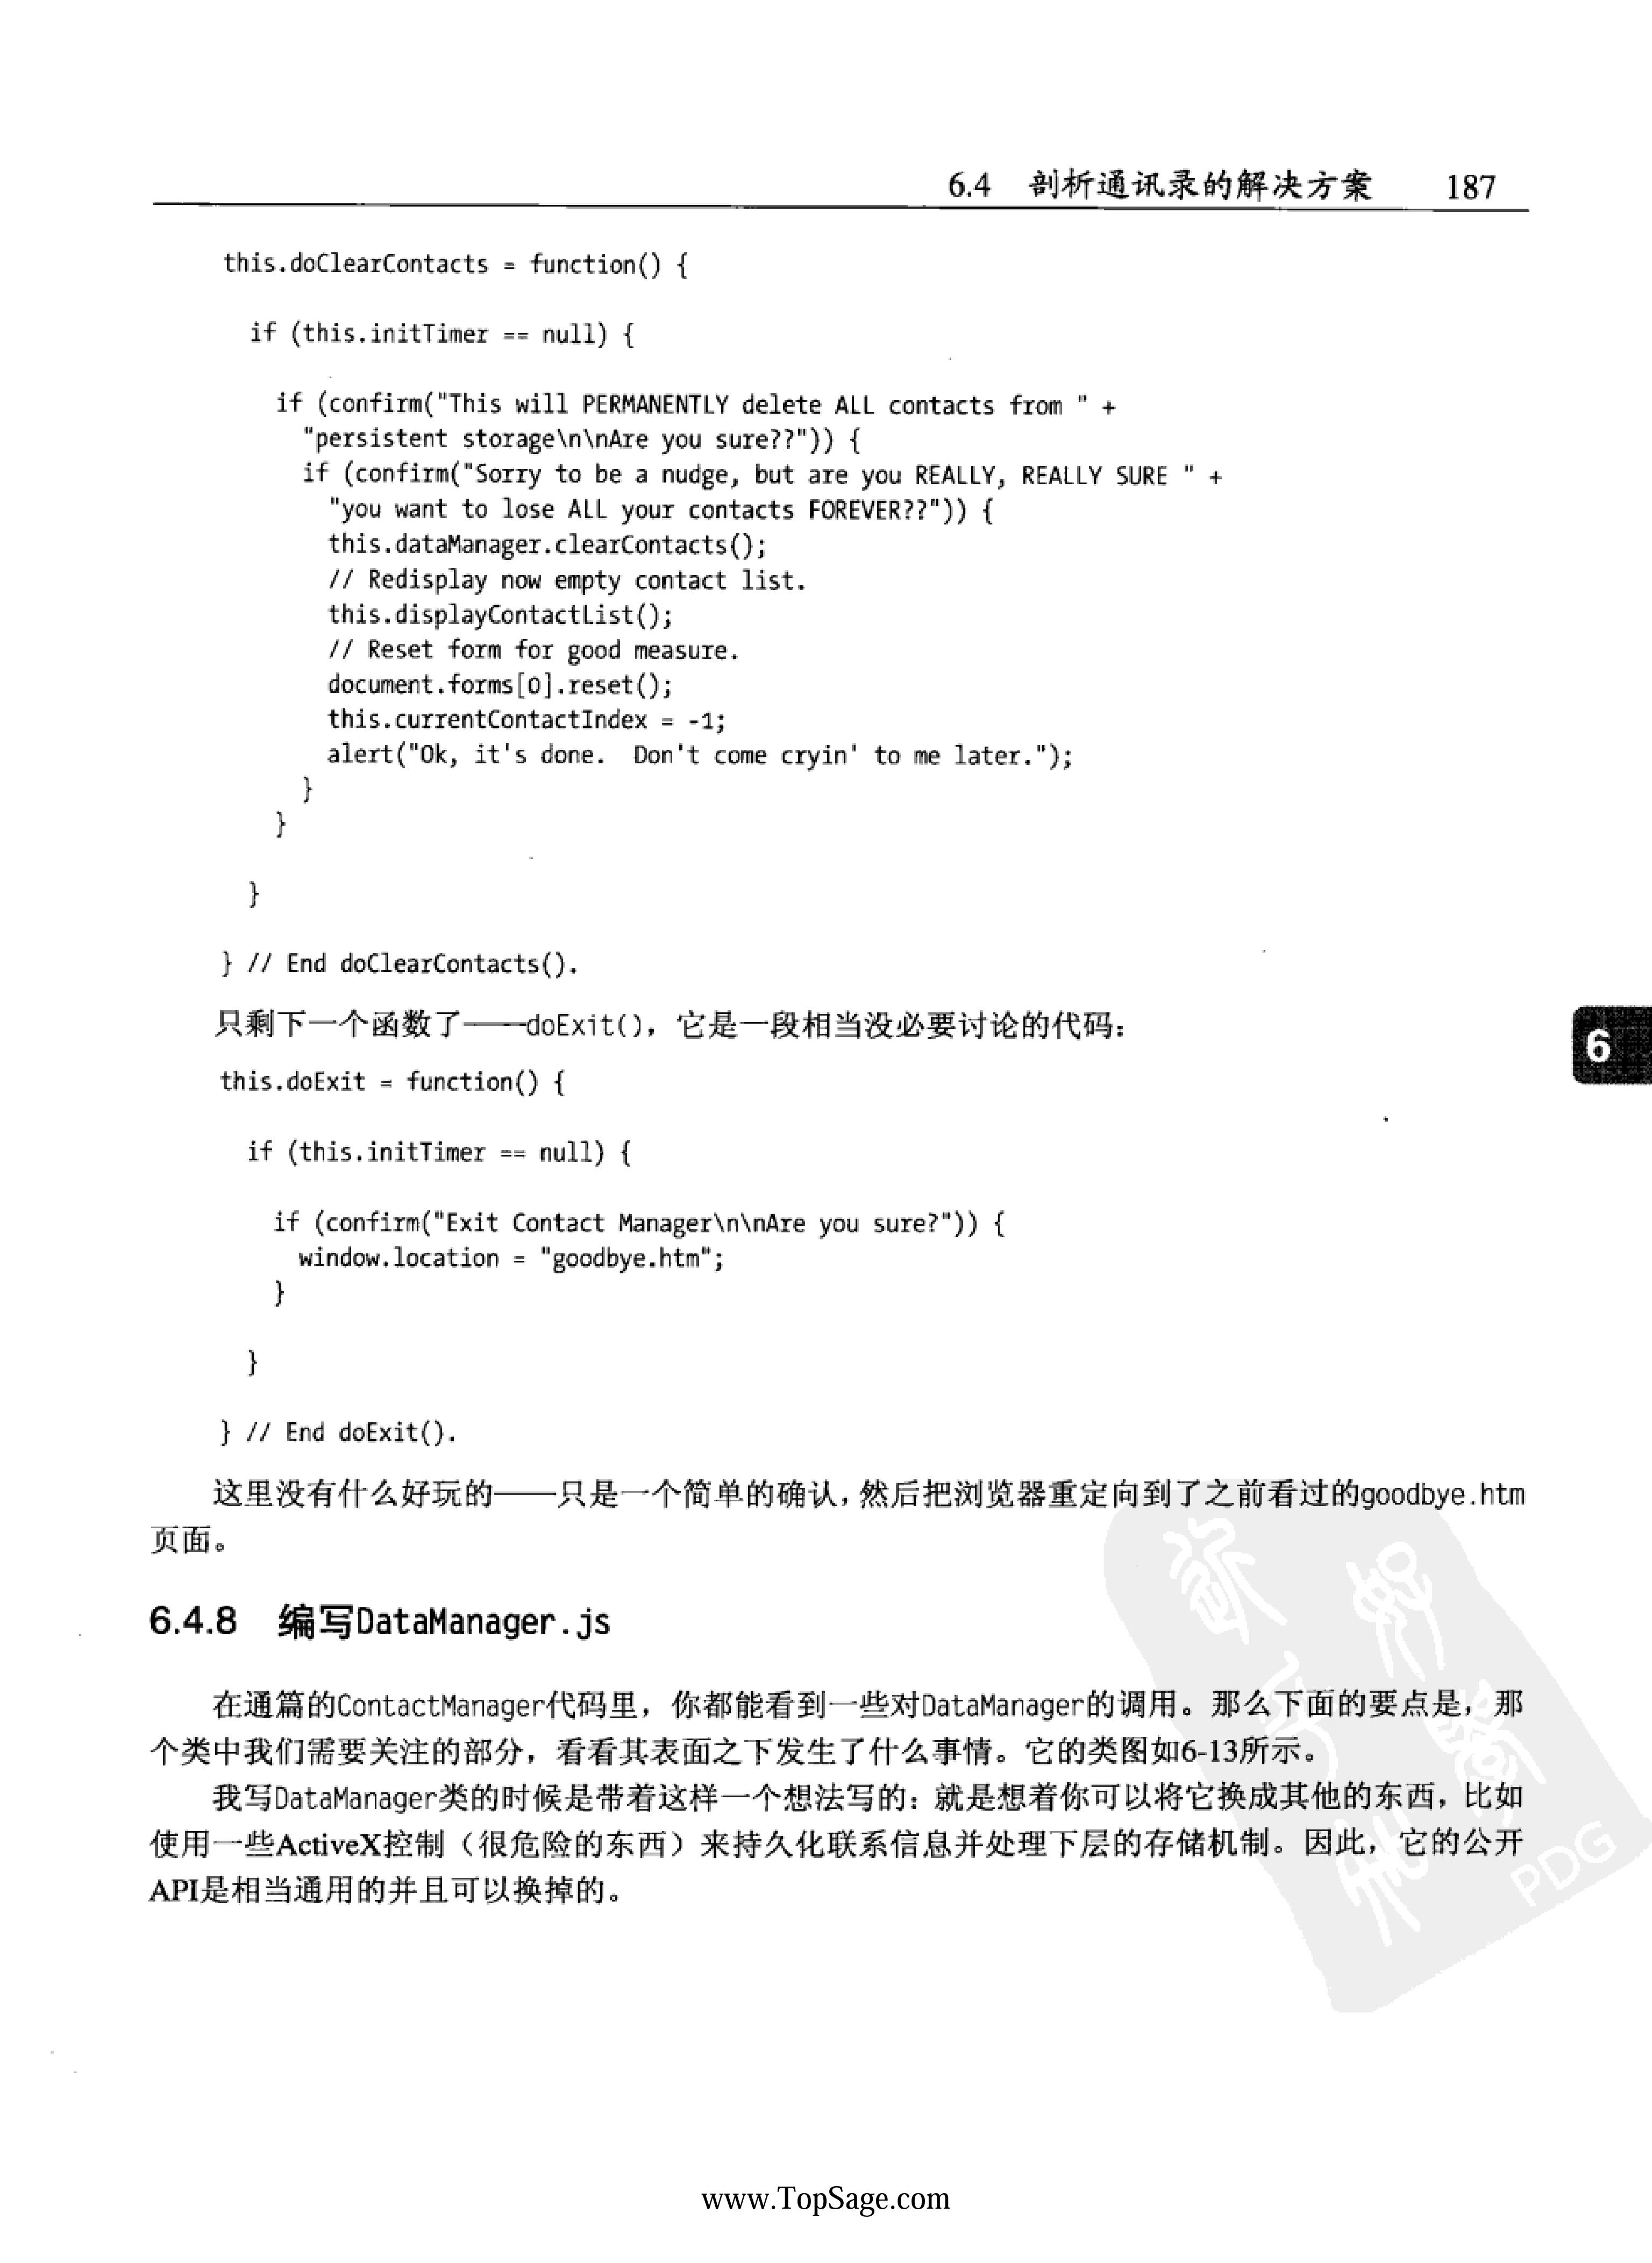 6.4 剖析通讯录的解决方案 187
this.doClearContacts = function() {
if (this.initTimer == null) {
if (confirm("This will PERMANENTLY delete ALL contacts from " +
"persistent storage\n\nAre you sure??")) {
if (confirm("Sorry to be a nudge, but are you REALLY, REALLY SURE " +
"you want to lose ALL your contacts FOREVER??")) {
this.dataManager.clearContacts();
// Redisplay now empty contact list.
this.displayContactList();
// Reset form for good measure.
document.forms[0].reset();
this.currentContactIndex = -1;
alert("Ok, it's done.  Don't come cryin' to me later.");
}
}
}
} // End doClearContacts().
只剩下一个函数了——doExit()，它是一段相当没必要讨论的代码：
6
this.doExit = function() {
if (this.initTimer == null) {
if (confirm("Exit Contact Manager\n\nAre you sure?")) {
window.location = "goodbye.htm";
}
}
} // End doExit().
这里没有什么好玩的——只是一个简单的确认，然后把浏览器重定向到了之前看过的goodbye.htm
页面。
6.4.8 编写DataManager.js
在通篇的ContactManager代码里，你都能看到一些对DataManager的调用。那么下面的要点是，那
个类中我们需要关注的部分，看看其表面之下发生了什么事情。它的类图如6-13所示。
我写DataManager类的时候是带着这样一个想法写的：就是想着你可以将它换成其他的东西，比如
使用一些ActiveX控制（很危险的东西）来持久化联系信息并处理下层的存储机制。因此，它的公开
API是相当通用的并且可以换掉的。
PDG
www.TopSage.com